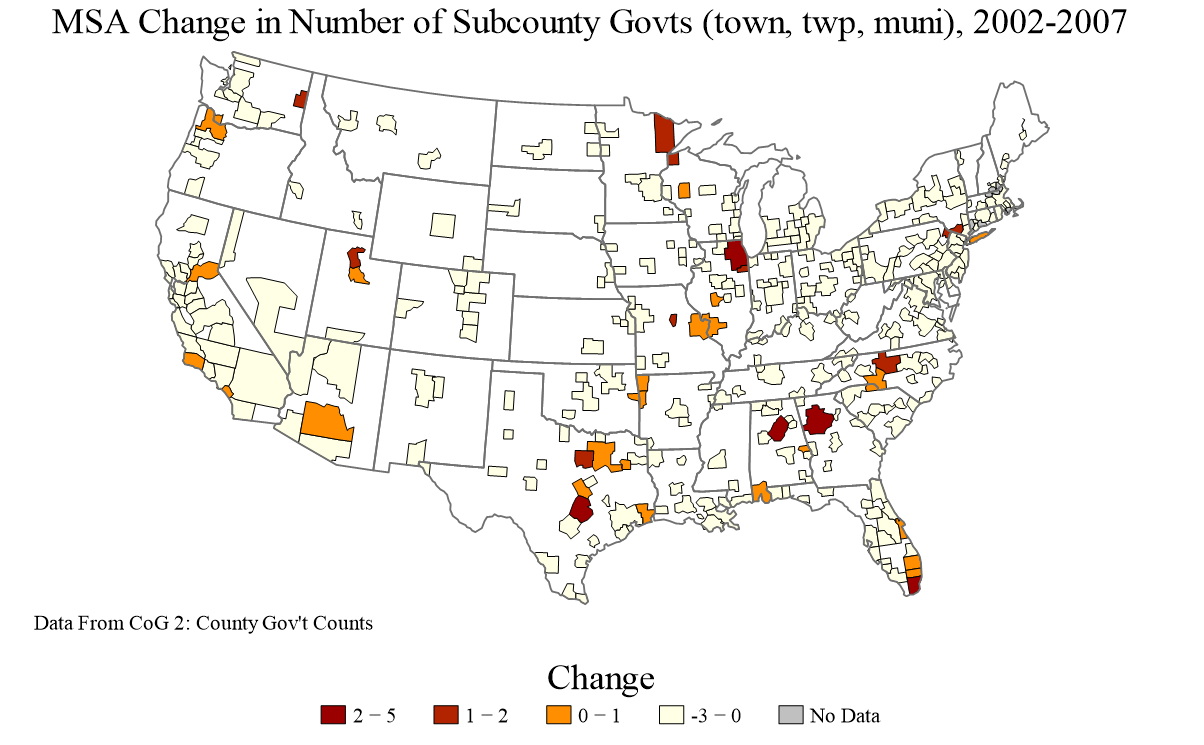 MSA Change in Number of Subcounty Govts (town, twp, muni), 2002-2007
Data From CoG 2: County Gov't Counts
Change
2 − 5 1 − 2 0 − 1 -3 − 0 No Data